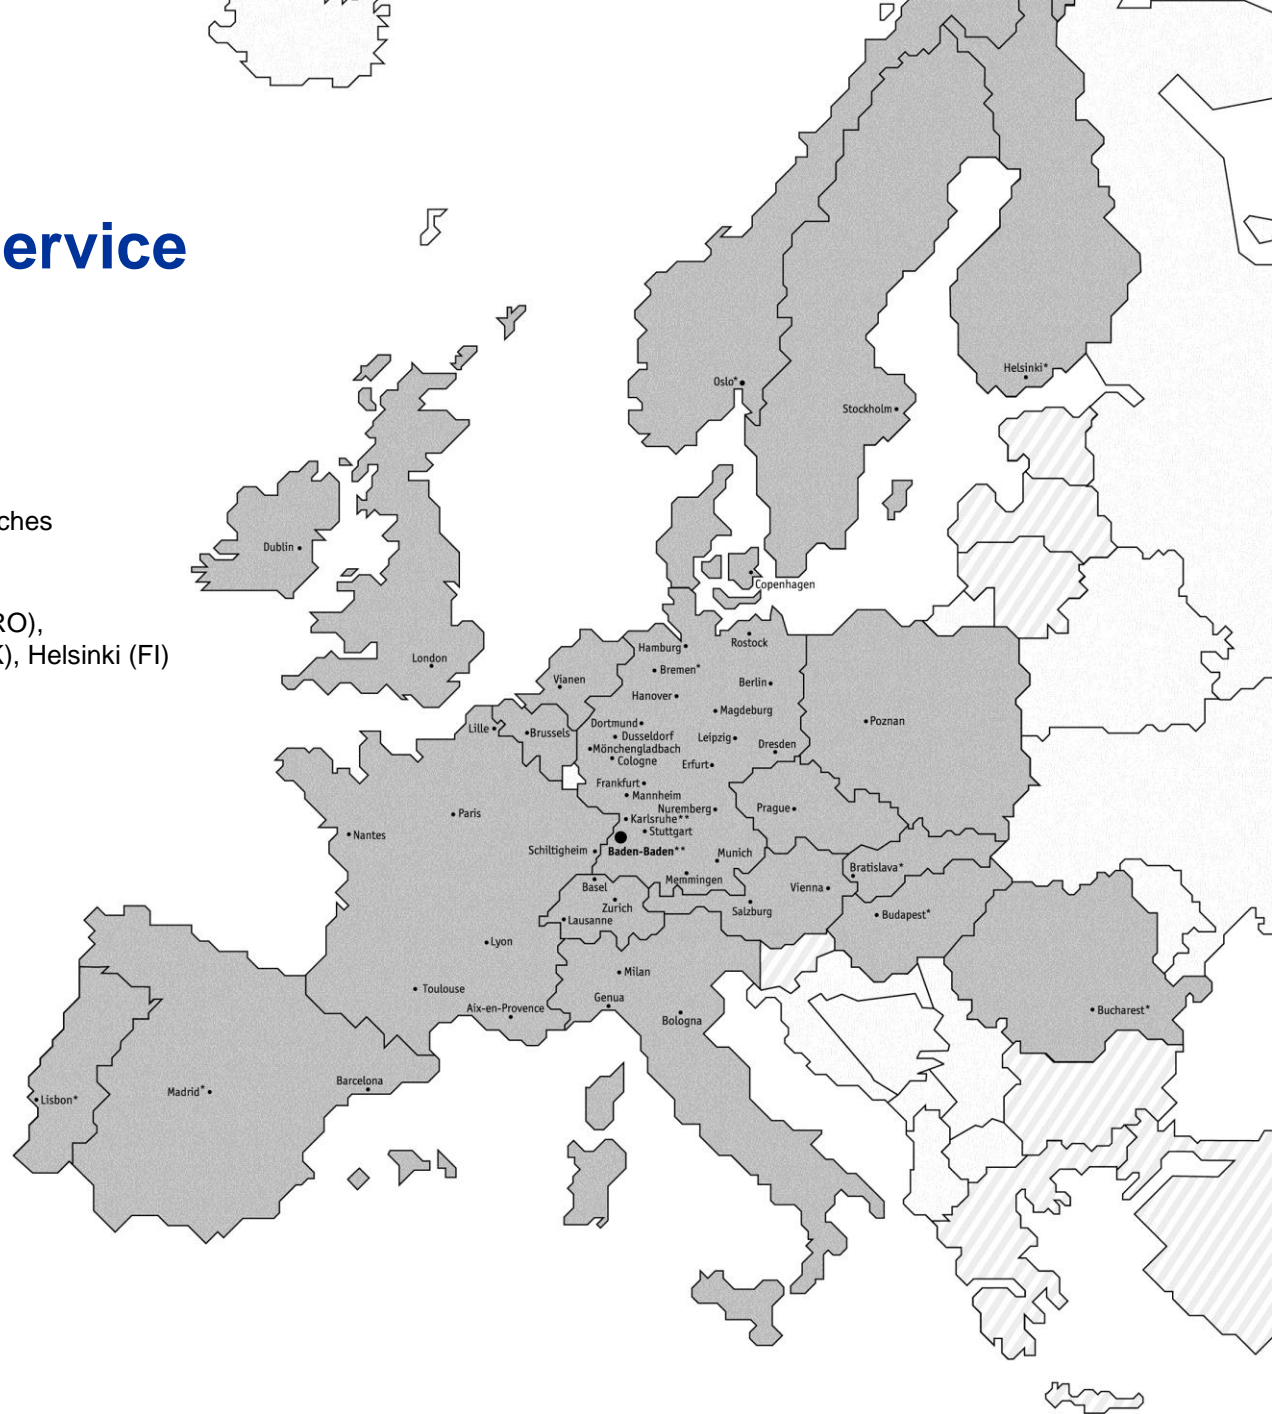 ervice
Oslo*
Helsinki*
Stockholm
ches
Dublin
Copenhagen
RO),
K), Helsinki (FI)
London
Hamburg
Rostock
Bremen*
Vianen
Berlin
Hanover
Magdeburg
Lille
Brussels
Dortmund
Dusseldorf
Poznan
Mönchengladbach
Leipzig
Dresden
Cologne
Erfurt
Frankfurt
Mannheim
Paris
Nuremberg
Prague
Karlsruhe**
Nantes
Stuttgart
Schiltigheim
Baden-Baden**
Munich
Bratislava*
Memmingen
Basel
Vienna
Zurich
Salzburg
Lausanne
Budapest*
Lyon
Milan
Toulouse
Genua
Aix-en-Provence
Bologna
Bucharest*
Barcelona
Madrid*
Lisbon*